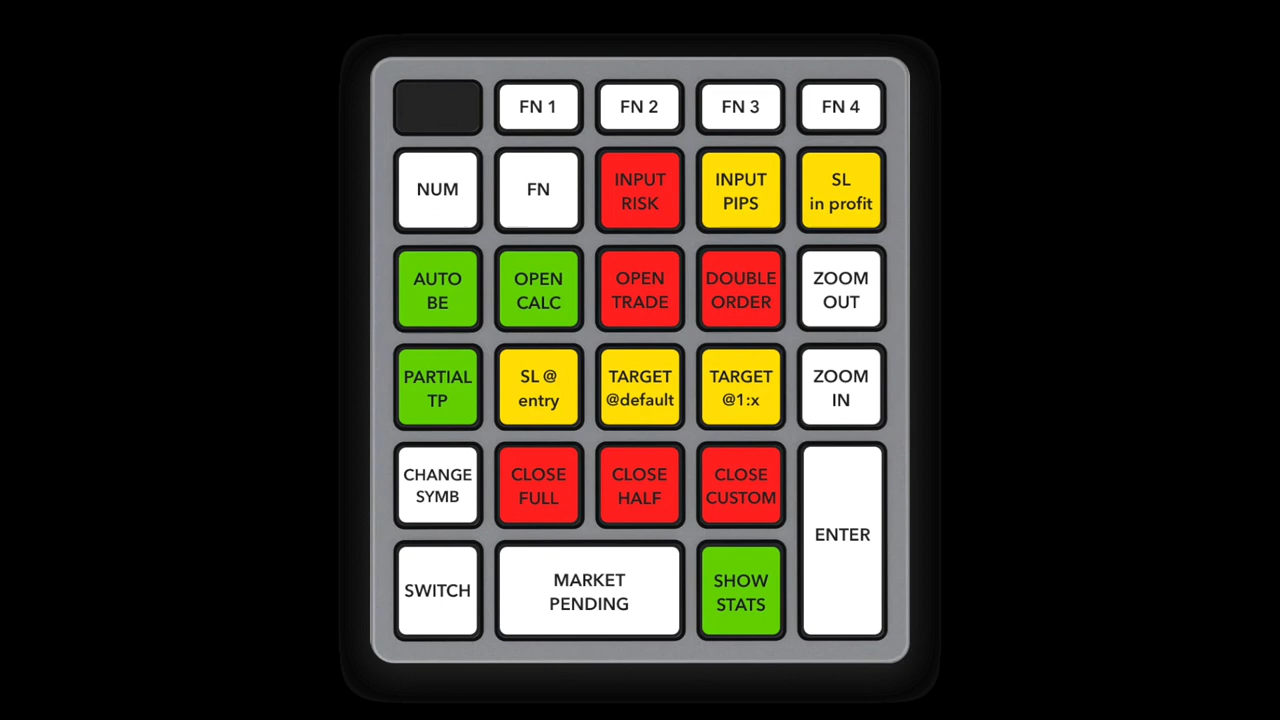 FN 1
FN 2
FN 3
FN 4
NUM
FN
INPUT
RISK
INPUT
PIPS
SL
in profit
AUTO
BE
OPEN
CALC
OPEN
TRADE
DOUBLE
ORDER
ZOOM
OUT
PARTIAL
TP
SL @
entry
TARGET
@default
TARGET
@1:x
ZOOM
IN
CHANGE
SYMB
CLOSE
FULL
CLOSE
HALF
CLOSE
CUSTOM
ENTER
SWITCH
MARKET
PENDING
SHOW
STATS